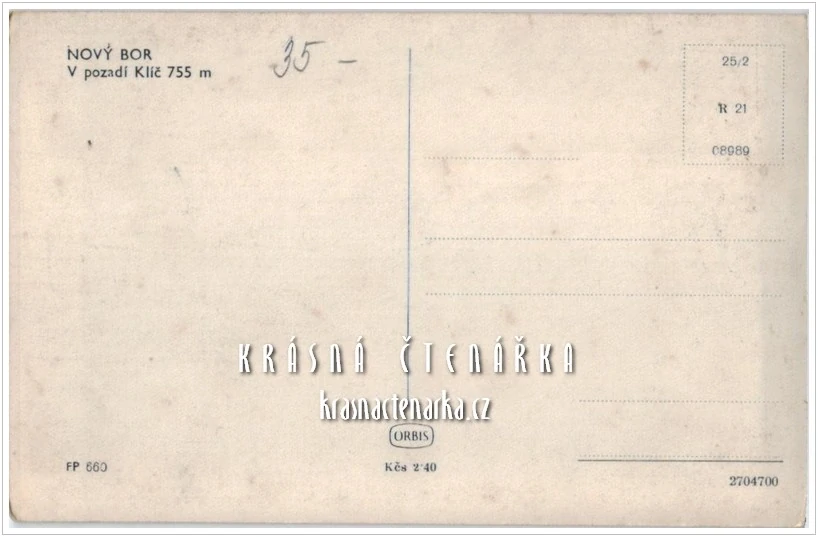 NOVÝ BOR
V pozadí Klíč 755 m
35 –
25/2
R 21
08989
KRÁSNÁ ČTENÁŘKA
krasnactenarka.cz
ORBIS
FP 660
Kčs 2·40
2704700